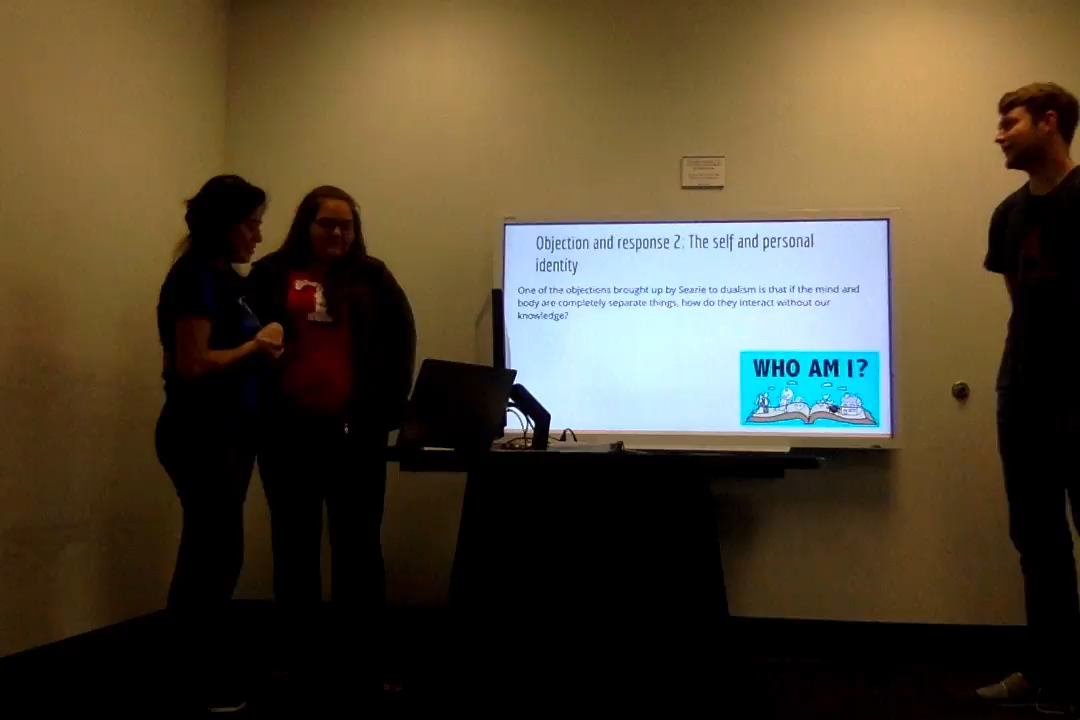 Objection and response 2. The self and personal
identity
One of the objections brought up by Searle to dualism is that if the mind and
body are completely separate things, how do they interact without our
knowledge?
WHO AM I?